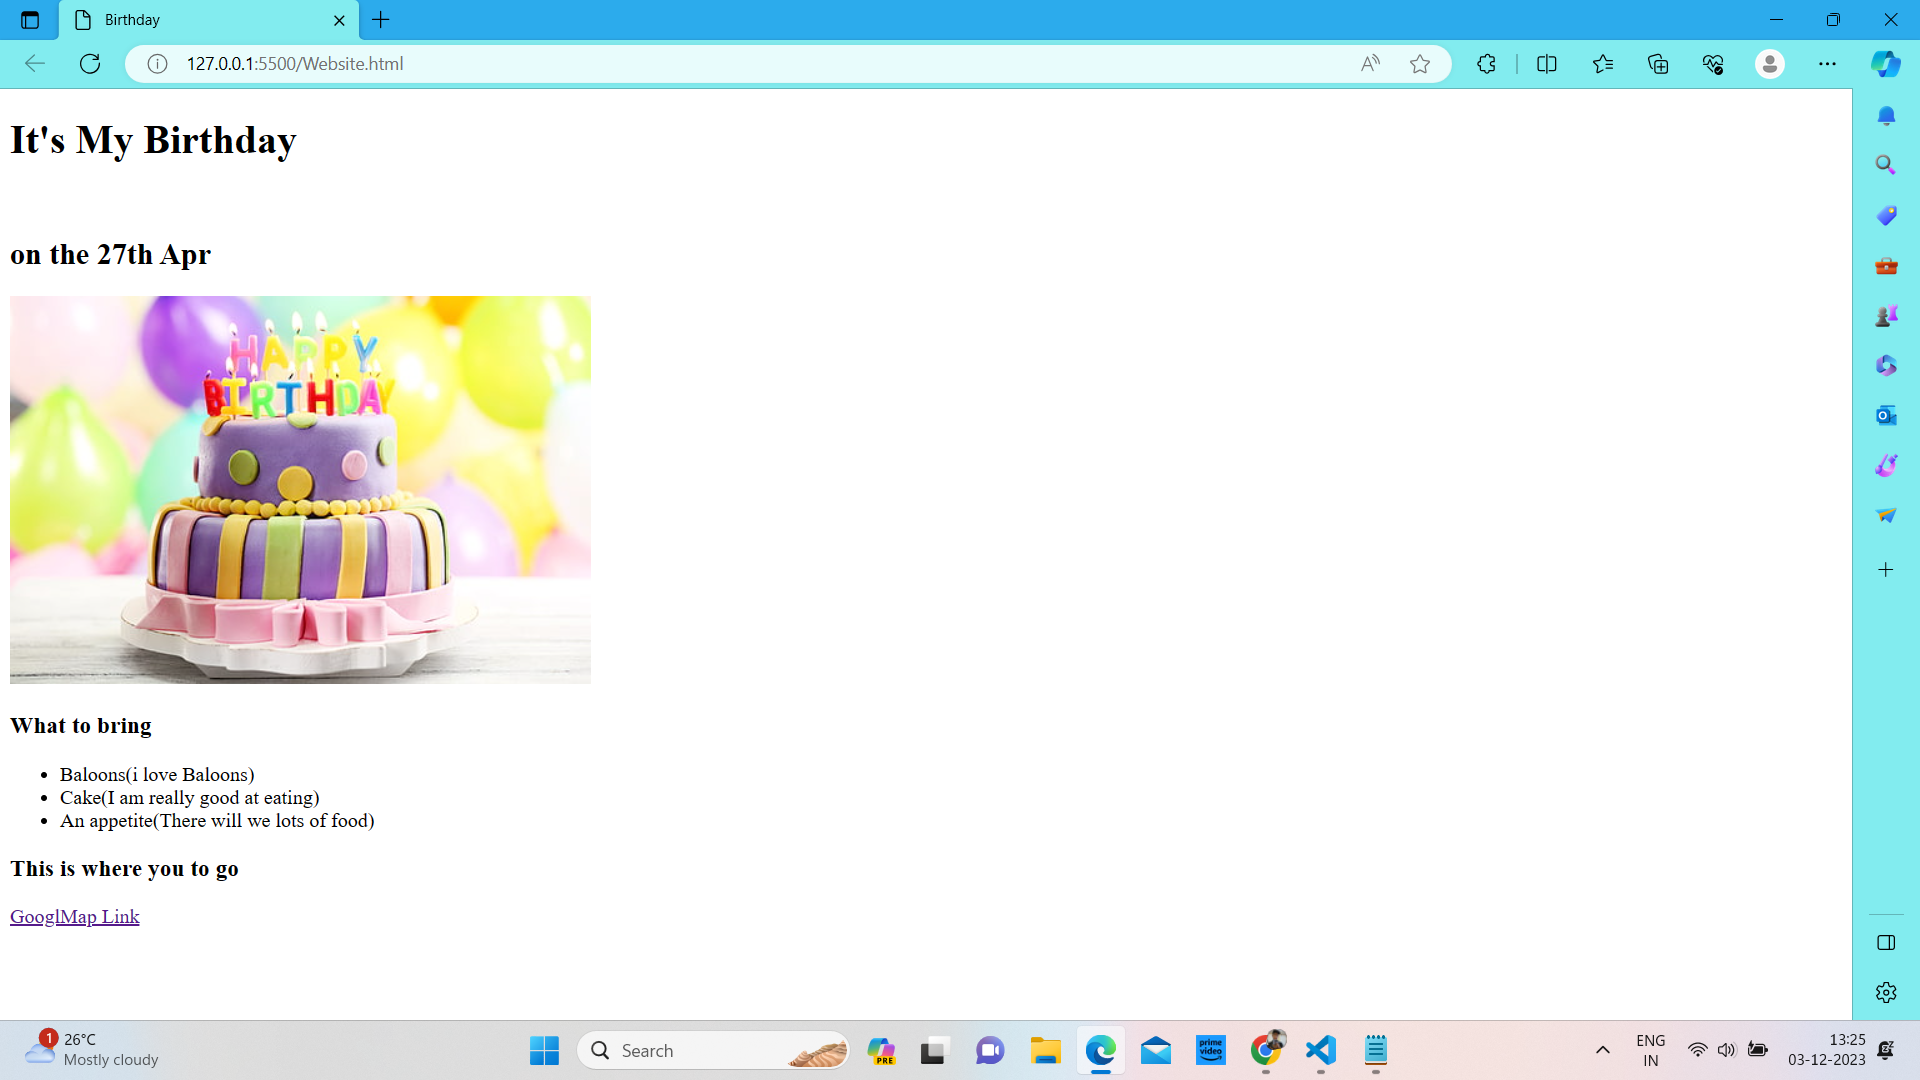 Birthday
127.0.0.1:5500/Website.html
It's My Birthday
on the 27th Apr
HAPPY
BIRTHDAY
What to bring
Baloons(i love Baloons)
Cake(I am really good at eating)
An appetite(There will we lots of food)
This is where you to go
GooglMap Link
1
26°C
Mostly cloudy
Search
PRE
prime
video
ENG
IN
13:25
03-12-2023